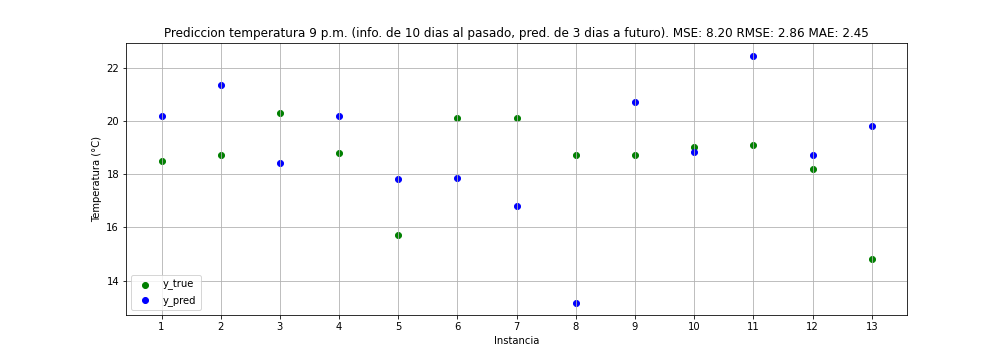 Prediccion temperatura 9 p.m. (info. de 10 dias al pasado, pred. de 3 dias a futuro). MSE: 8.20 RMSE: 2.86 MAE: 2.45
22
20
18
16
14
Temperatura (°C)
y_true
y_pred
1 2 3 4 5 6 7 8 9 10 11 12 13
Instancia